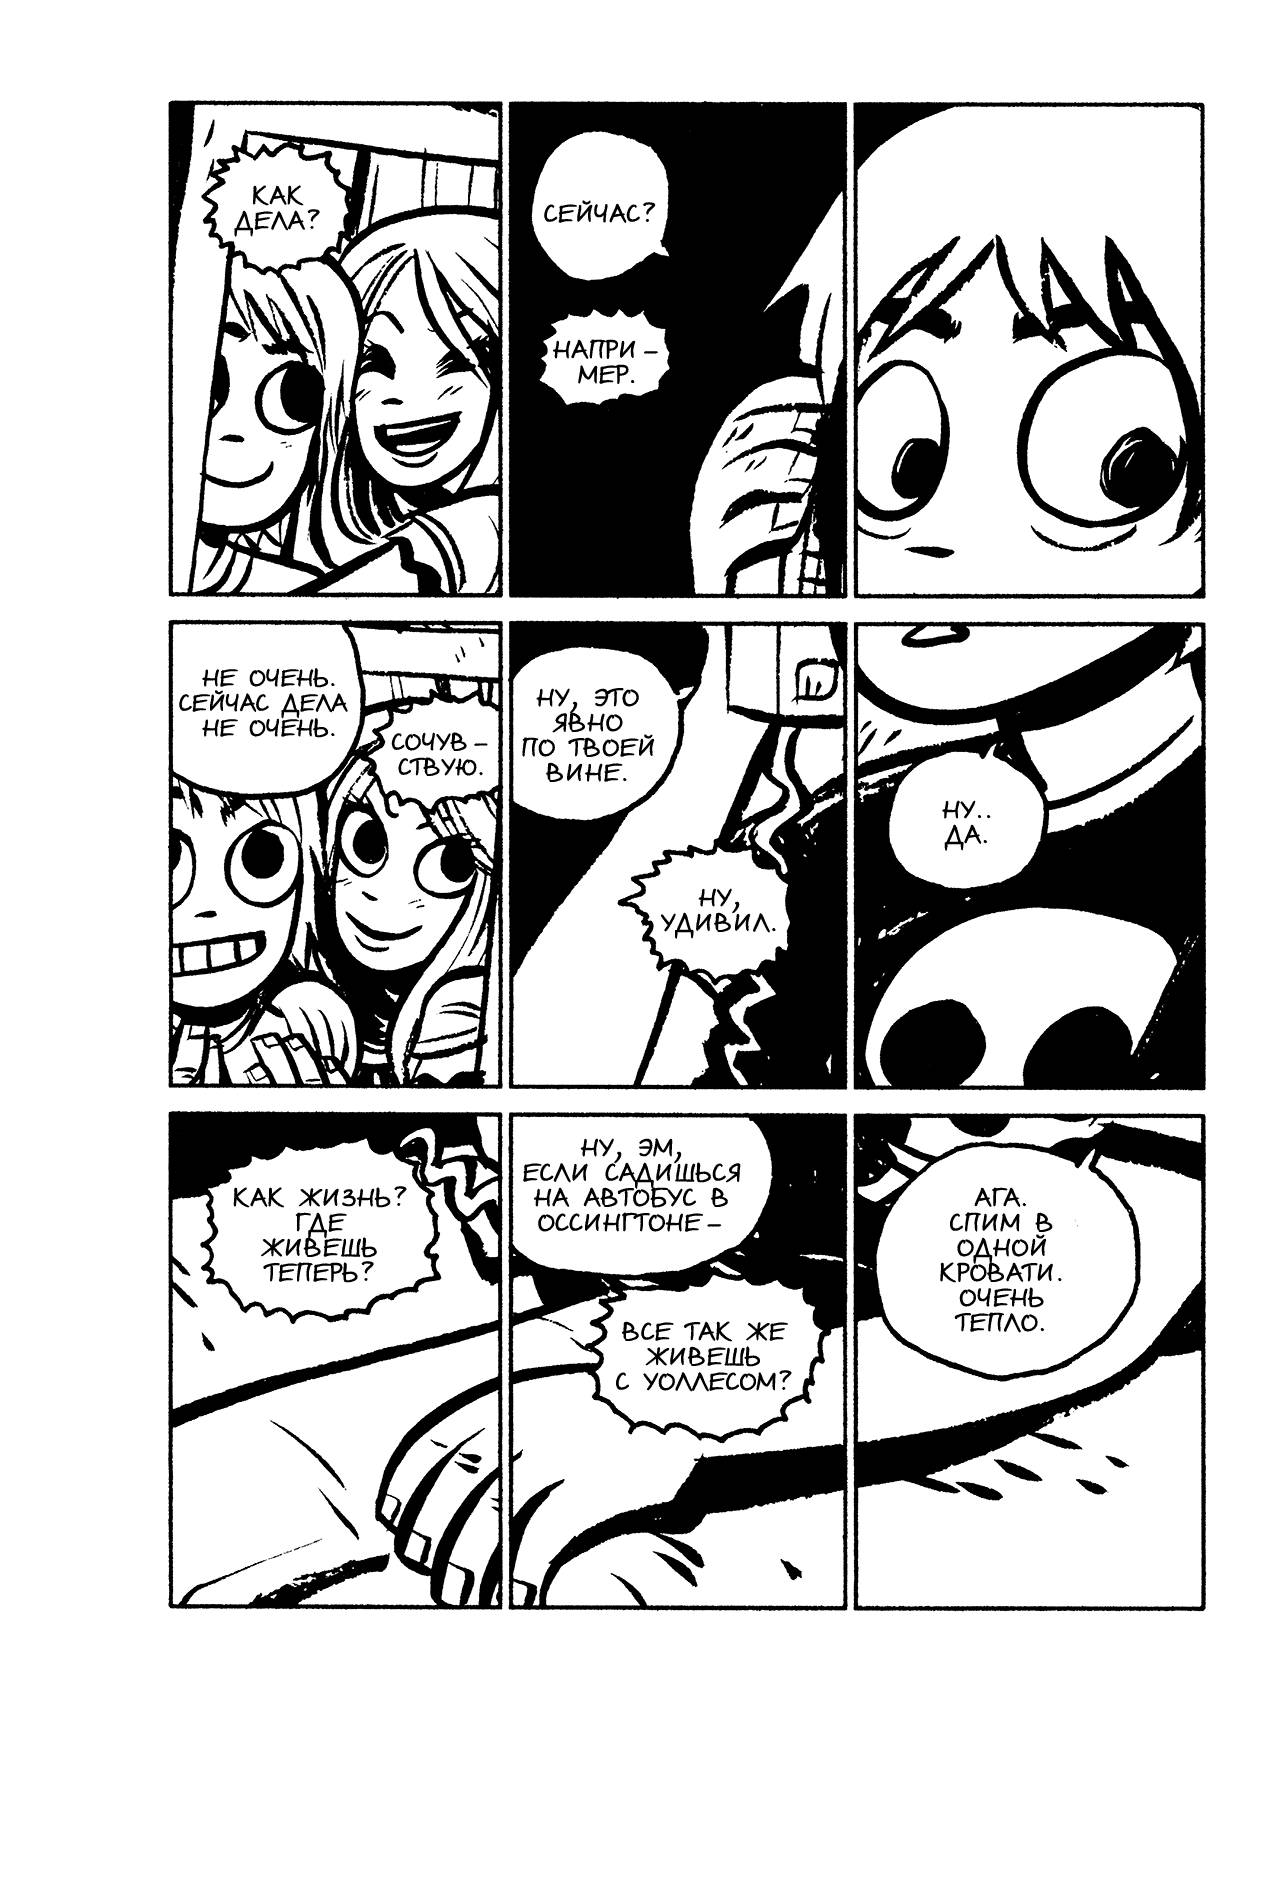 КАК
ДЕЛА?
СЕЙЧАС?
НАПРИ –
МЕР.
НЕ ОЧЕНЬ.
СЕЙЧАС ДЕЛА
НЕ ОЧЕНЬ.
СОЧУВ –
СТВУЮ.
НУ, ЭТО
ЯВНО
ПО ТВОЕЙ
ВИНЕ.
НУ,
УДИВИЛ.
НУ..
ДА.
КАК ЖИЗНЬ?
ГДЕ
ЖИВЕШЬ
ТЕПЕРЬ?
НУ, ЭМ,
ЕСЛИ САДИШЬСЯ
НА АВТОБУС В
ОССИНГТОНЕ –
ВСЕ ТАК ЖЕ
ЖИВЕШЬ
С УОЛЛЕСОМ?
АГА.
СПИМ В
ОДНОЙ
КРОВАТИ.
ОЧЕНЬ
ТЕПЛО.